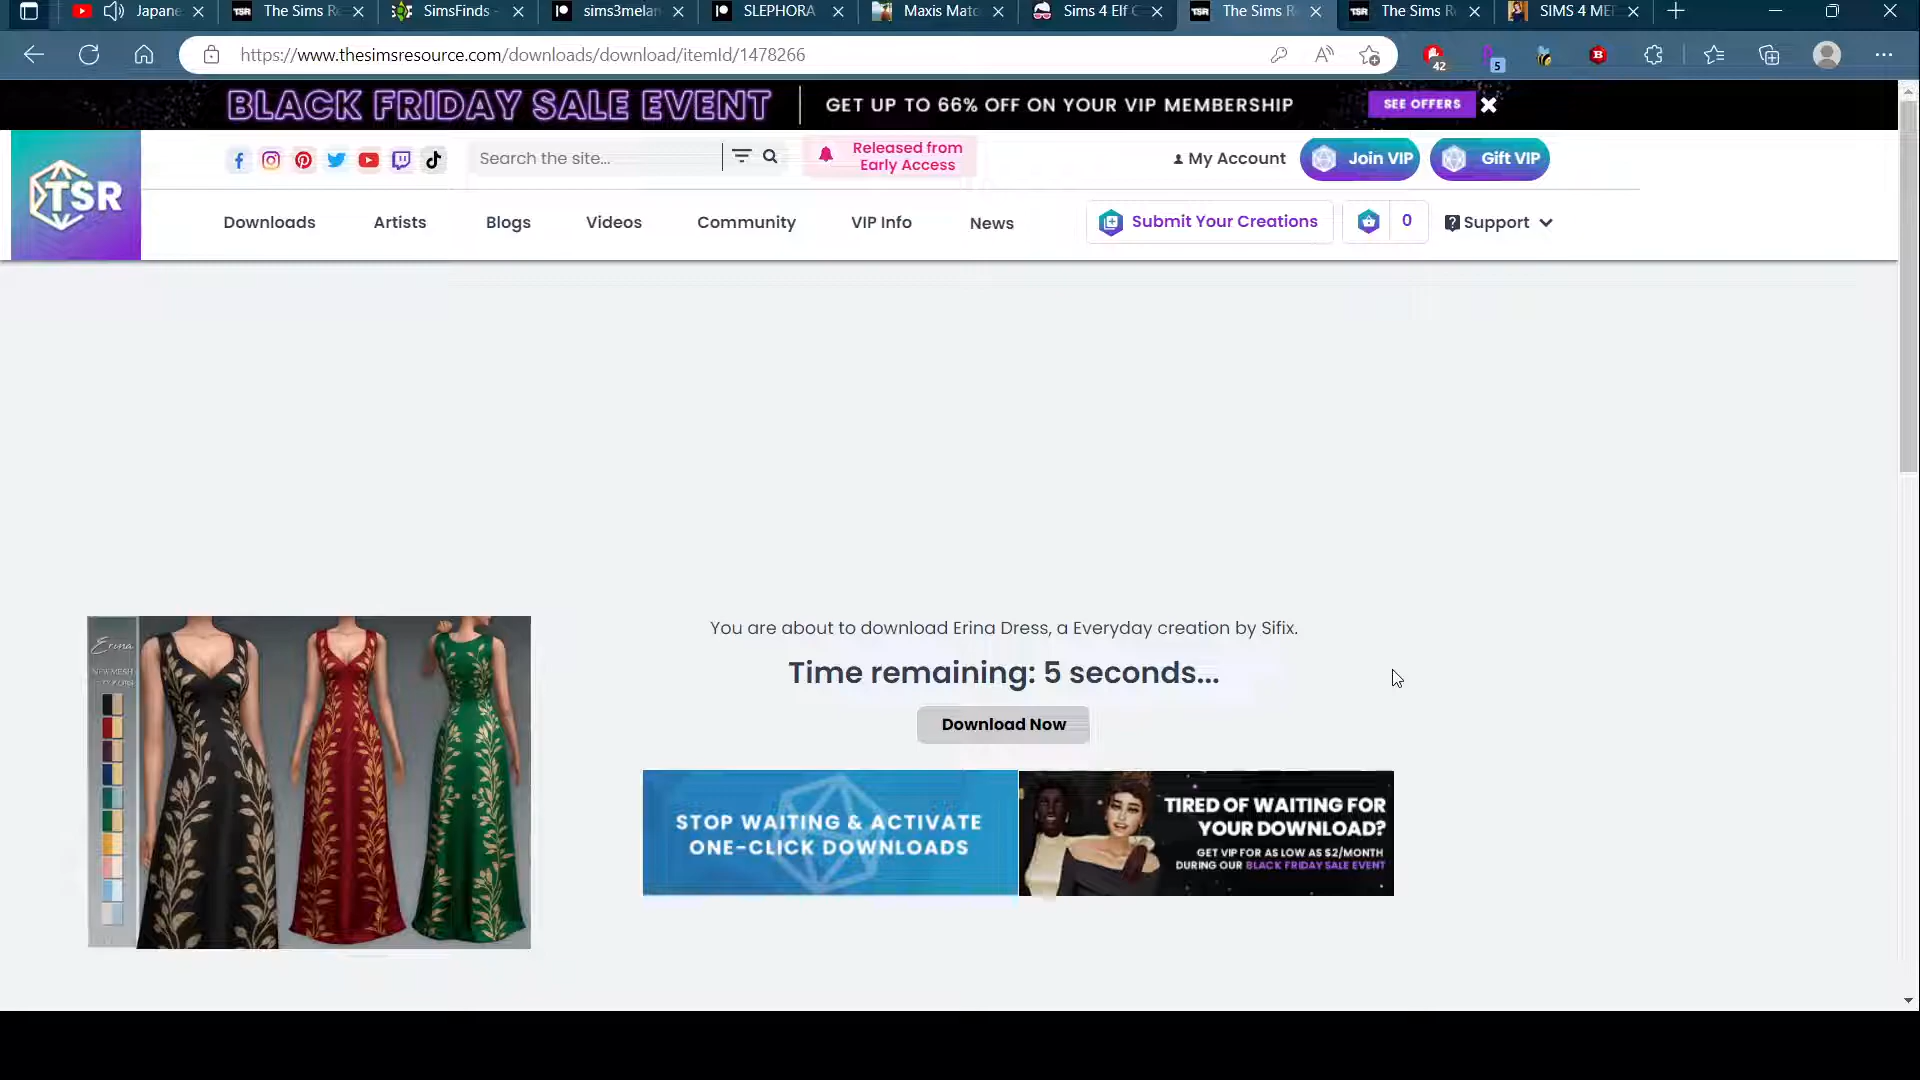 Japane
The Sims R
SimsFinds -
sims3melan
SLEPHORA
Maxis Matc
Sims 4 Elf C
The Sims R
The Sims R
SIMS 4 ME
https://www.thesimsresource.com/downloads/download/itemId/1478266
42
5
BLACK FRIDAY SALE EVENT
GET UP TO 66% OFF ON YOUR VIP MEMBERSHIP
SEE OFFERS
TSR
Search the site...
Released from
Early Access
My Account
Join VIP
Gift VIP
Downloads
Artists
Blogs
Videos
Community
VIP Info
News
Submit Your Creations
0
Support
You are about to download Erina Dress, a Everyday creation by Sifix.
Time remaining: 5 seconds...
Download Now
Erina
NEW MESH
STOP WAITING & ACTIVATE
ONE-CLICK DOWNLOADS
TIRED OF WAITING FOR
YOUR DOWNLOAD?
GET VIP FOR AS LOW AS $2/MONTH
DURING OUR BLACK FRIDAY SALE EVENT